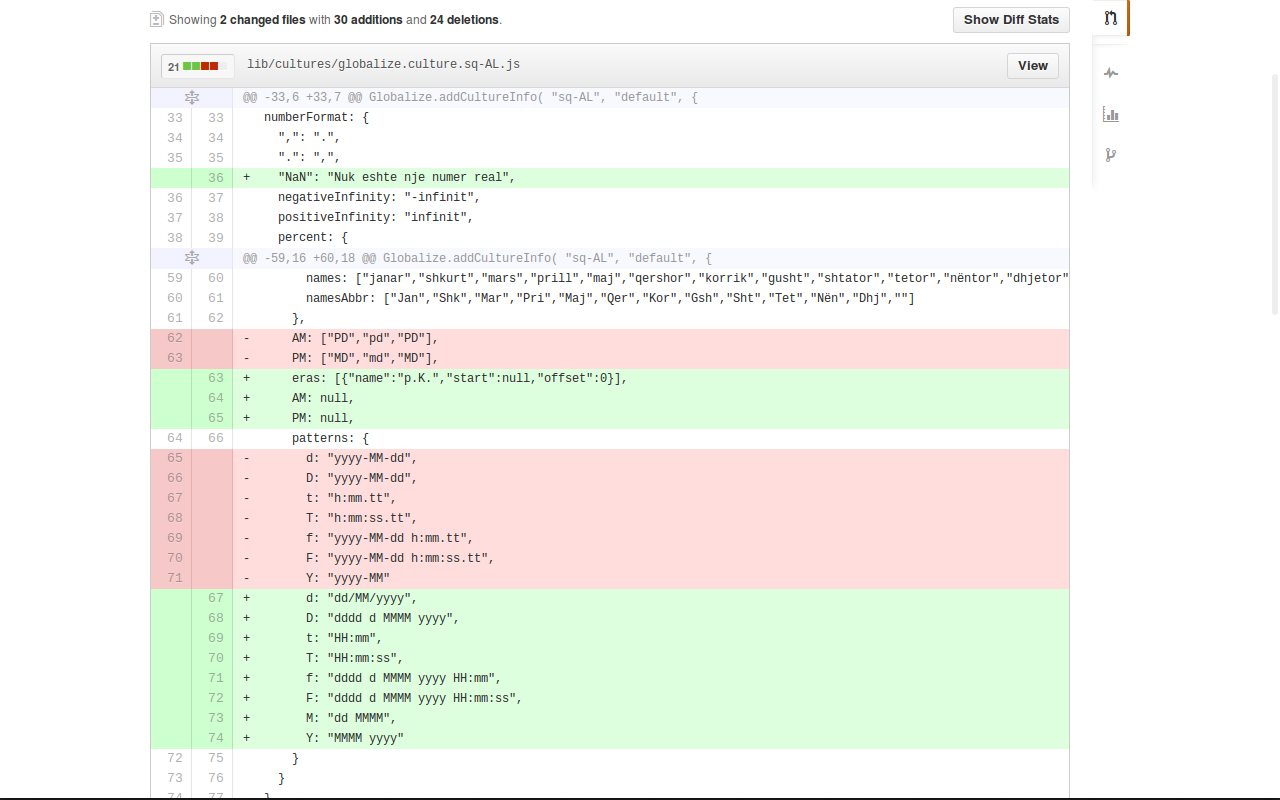 Showing 2 changed files with 30 additions and 24 deletions.
Show Diff Stats
21 lib/cultures/globalize.culture.sq-AL.js View
@@ -33,6 +33,7 @@ Globalize.addCultureInfo( "sq-AL", "default", {
33 33 numberFormat: {
34 34 ",": ".",
35 35 ".": ",",
36 + "NaN": "Nuk eshte nje numer real",
36 37 negativeInfinity: "-infinit",
37 38 positiveInfinity: "infinit",
38 39 percent: {
@@ -59,16 +60,18 @@ Globalize.addCultureInfo( "sq-AL", "default", {
59 60 names: ["janar","shkurt","mars","prill","maj","qershor","korrik","gusht","shtator","tetor","nëntor","dhjetor"
60 61 namesAbbr: ["Jan","Shk","Mar","Pri","Maj","Qer","Kor","Gsh","Sht","Tet","Nën","Dhj",""]
61 62 },
62 - AM: ["PD","pd","PD"],
63 - PM: ["MD","md","MD"],
63 + eras: [{"name":"p.K.","start":null,"offset":0}],
64 + AM: null,
65 + PM: null,
64 66 patterns: {
65 - d: "yyyy-MM-dd",
66 - D: "yyyy-MM-dd",
67 - t: "h:mm.tt",
68 - T: "h:mm:ss.tt",
69 - f: "yyyy-MM-dd h:mm.tt",
70 - F: "yyyy-MM-dd h:mm:ss.tt",
71 - Y: "yyyy-MM"
67 + d: "dd/MM/yyyy",
68 + D: "dddd d MMMM yyyy",
69 + t: "HH:mm",
70 + T: "HH:mm:ss",
71 + f: "dddd d MMMM yyyy HH:mm",
72 + F: "dddd d MMMM yyyy HH:mm:ss",
73 + M: "dd MMMM",
74 + Y: "MMMM yyyy"
72 75 }
73 76 }
74 77 }